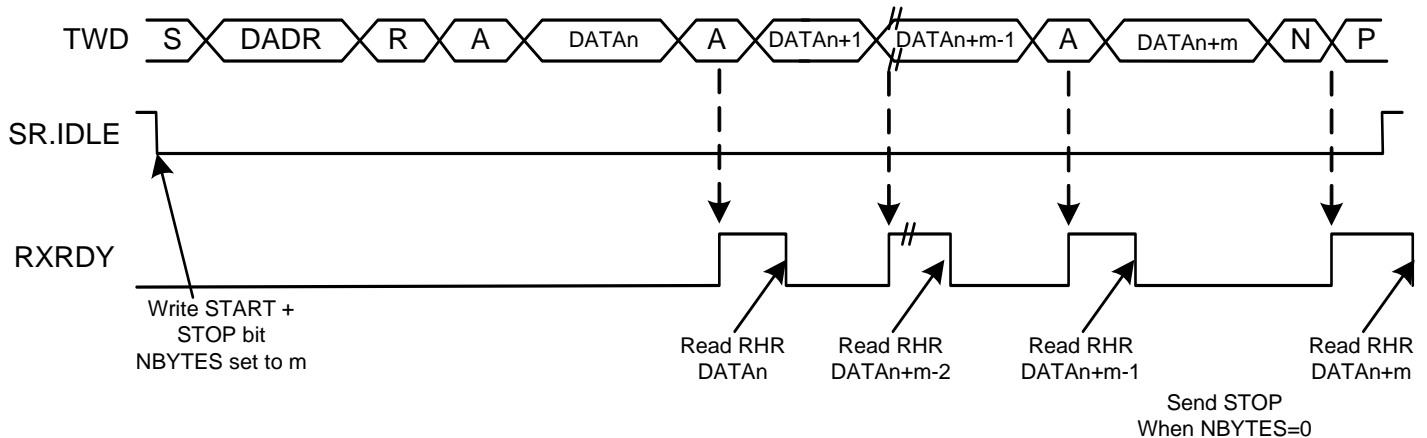 TWD S DADR R A DATAn A DATAn+1 DATAn+m-1 A DATAn+m N P
SR.IDLE
RXRDY
Write START +
STOP bit
NBYTES set to m
Read RHR
DATAn
Read RHR
DATAn+m-2
Read RHR
DATAn+m-1
Read RHR
DATAn+m
Send STOP
When NBYTES=0